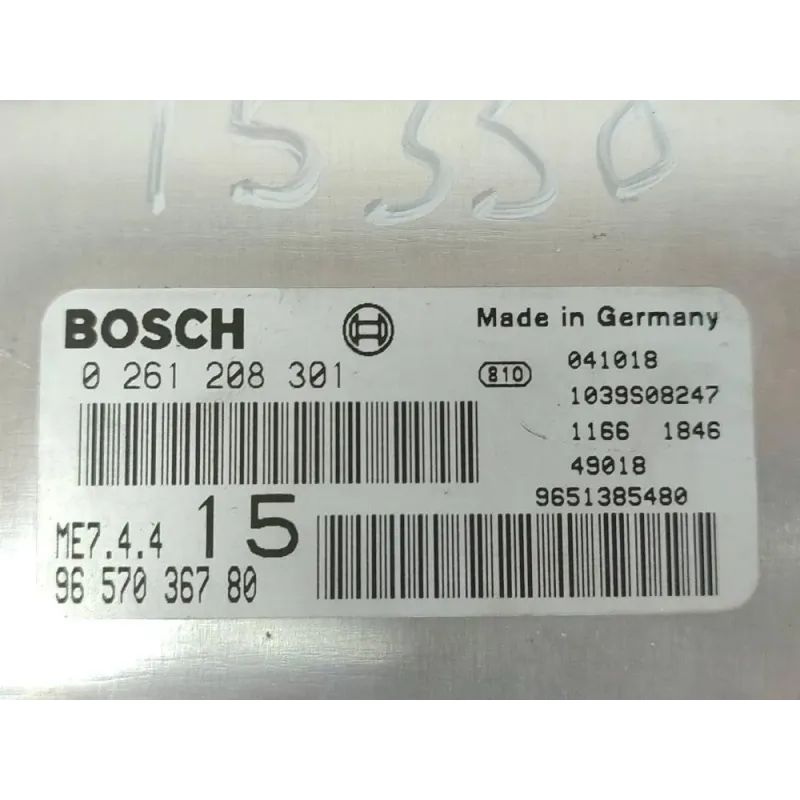 15350
BOSCH
0 261 208 301
Made in Germany
810
041018
1039S08247
1166 1846
49018
9651385480
ME7.4.4 15
96 570 367 80